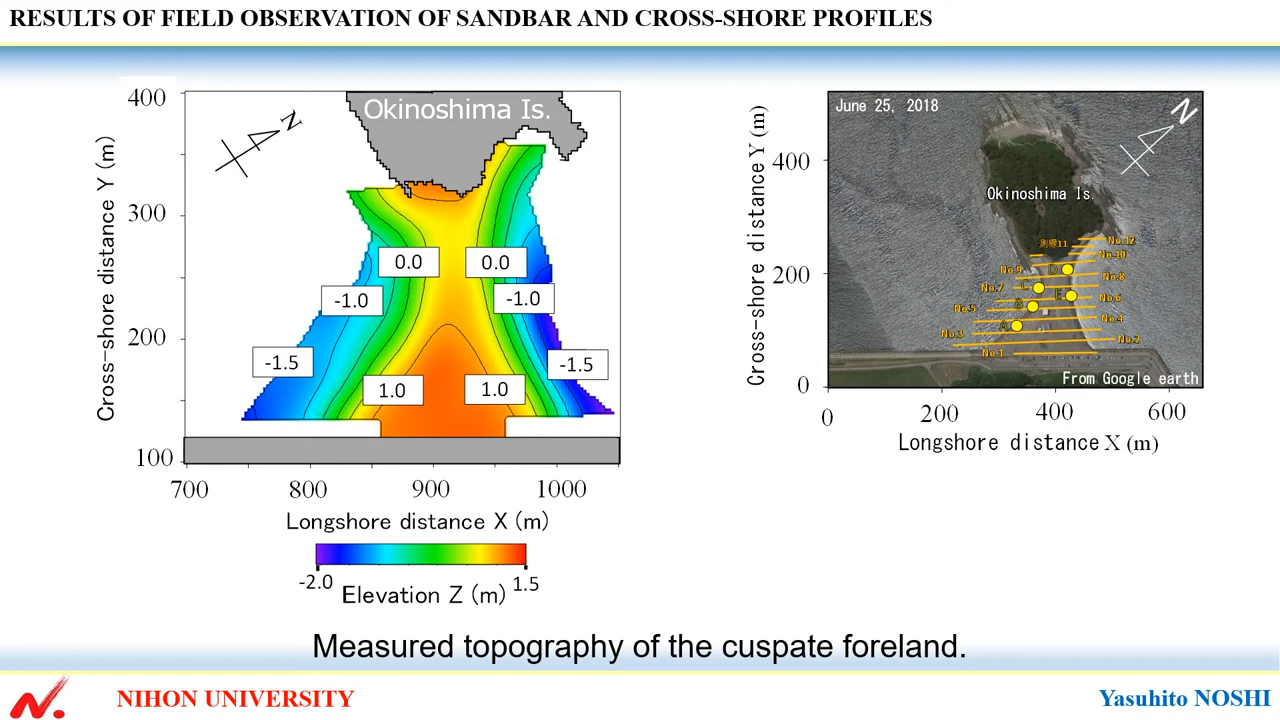 RESULTS OF FIELD OBSERVATION OF SANDBAR AND CROSS-SHORE PROFILES
Okinoshima Is.
N
400
300
200
100
Cross-shore distance Y (m)
0.0
0.0
-1.0
-1.0
-1.5
-1.5
1.0
1.0
700
800
900
1000
Longshore distance X (m)
-2.0
1.5
Elevation Z (m)
June 25, 2018
N
Okinoshima Is.
測線11
No.12
No.10
No.9
No.8
No.7
No.6
No.5
No.4
No.3
No.2
No.1
D
C
E
B
A
From Google earth
400
200
0
Cross-shore distance Y (m)
0
200
400
600
Longshore distance X (m)
Measured topography of the cuspate foreland.
NIHON UNIVERSITY
Yasuhito NOSHI